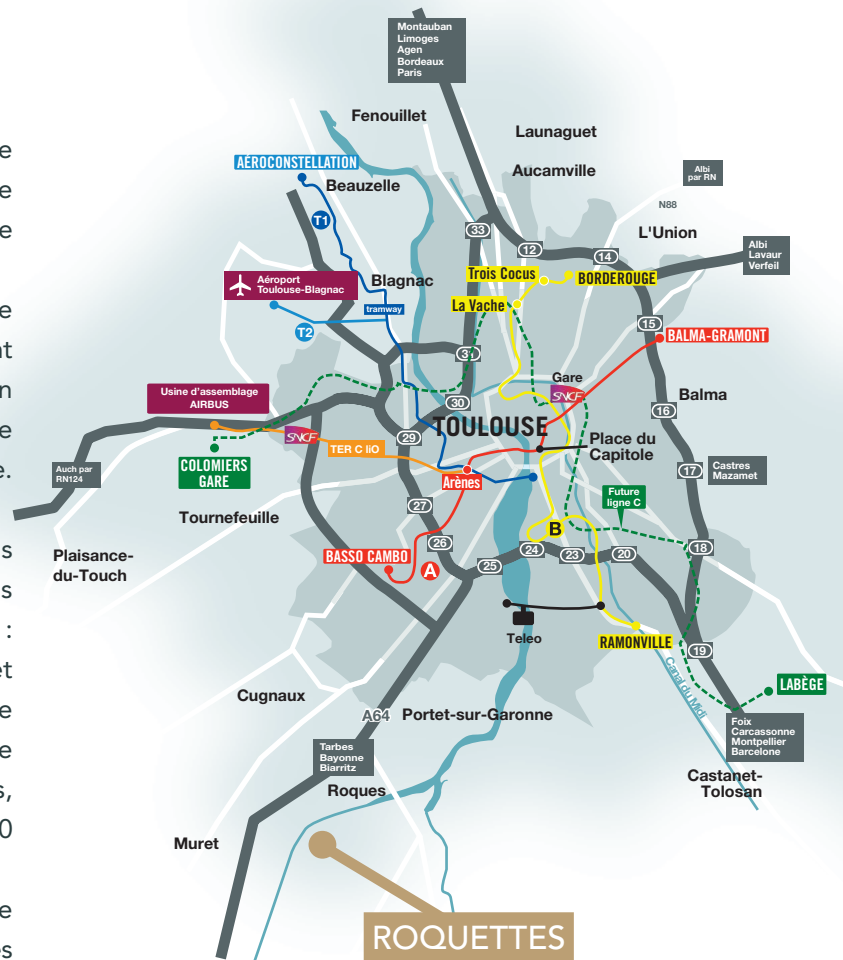 Montauban
Limoges
Agen
Bordeaux
Paris
Fenouillet
Launaguet
Aucamville
e
AÉROCONSTELLATION
Beauzelle
e
e
T1
Albi
par RN
N88
33
L'Union
12
14
Albi
Lavaur
Verfeil
Aéroport
Toulouse-Blagnac
Blagnac
Trois Cocus
BORDEROUGE
La Vache
tramway
T2
e
nt
n
e
e.
15
BALMA-GRAMONT
31
Gare
SNCF
Usine d'assemblage
AIRBUS
30
Balma
16
TOULOUSE
SNCF
29
TER C liO
Place du
Capitole
COLOMIERS
GARE
Auch par
RN124
Arènes
17
Castres
Mazamet
27
Future
ligne C
Tournefeuille
B
26
18
Plaisance-
du-Touch
BASSO CAMBO
A
25
24
23
20
s
s
:
et
e
e
s,
0
Teleo
RAMONVILLE
19
Canal du Midi
LABÈGE
Cugnaux
A64
Portet-sur-Garonne
Foix
Carcassonne
Montpellier
Barcelone
Tarbes
Bayonne
Biarritz
Castanet-
Tolosan
Roques
Muret
e
es
ROQUETTES